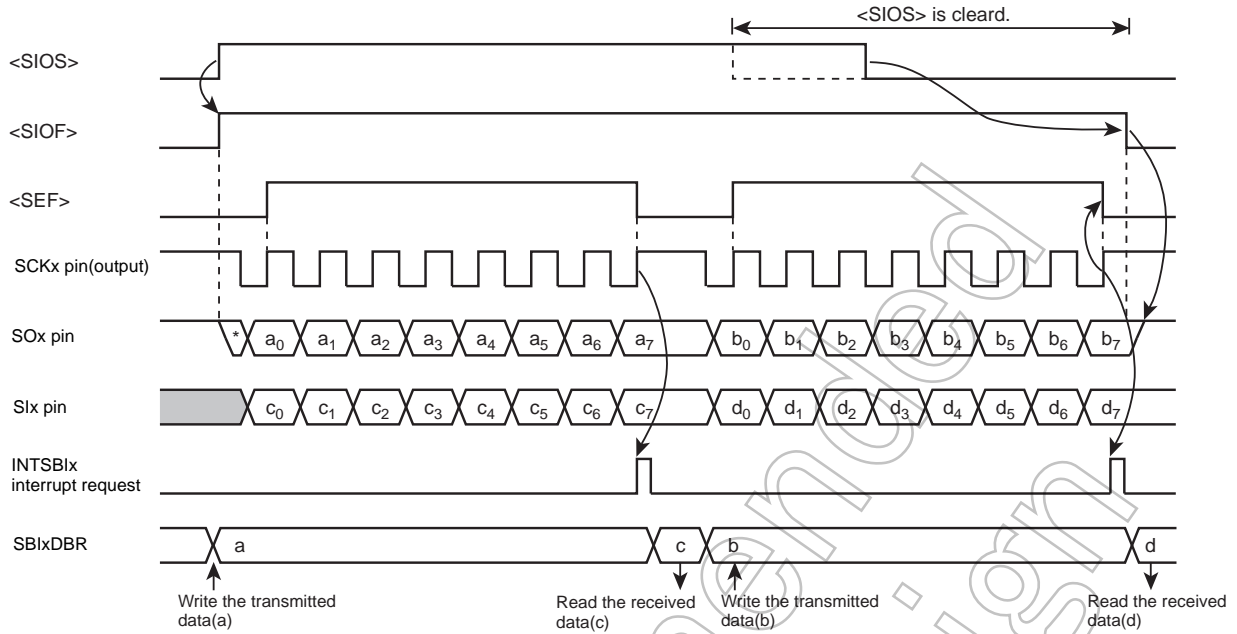 <SIOS> is cleard.
<SIOS>
<SIOF>
<SEF>
SCKx pin(output)
SOx pin
* a0 a1 a2 a3 a4 a5 a6 a7 b0 b1 b2 b3 b4 b5 b6 b7
SIx pin
c0 c1 c2 c3 c4 c5 c6 c7 d0 d1 d2 d3 d4 d5 d6 d7
INTSBIx
interrupt request
SBIxDBR
a c b d
Write the transmitted
data(a)
Read the received
data(c)
Write the transmitted
data(b)
Read the received
data(d)